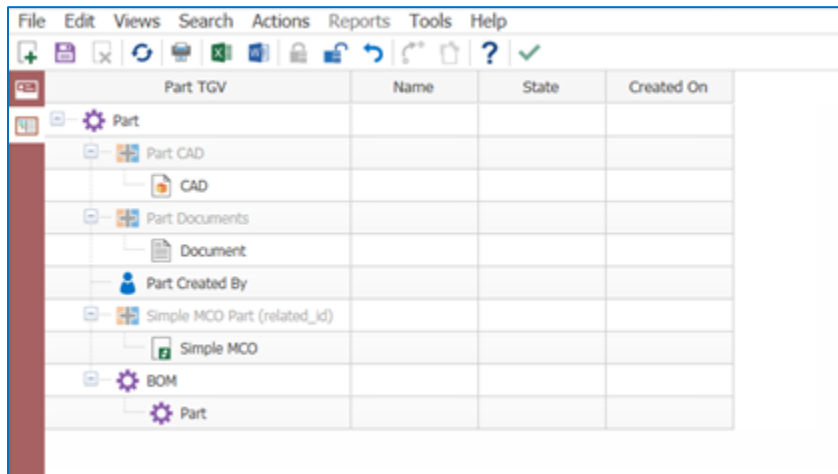 File Edit Views Search Actions Reports Tools Help
Part TGV Name State Created On
Part
Part CAD
CAD
Part Documents
Document
Part Created By
Simple MCO Part (related_id)
Simple MCO
BOM
Part